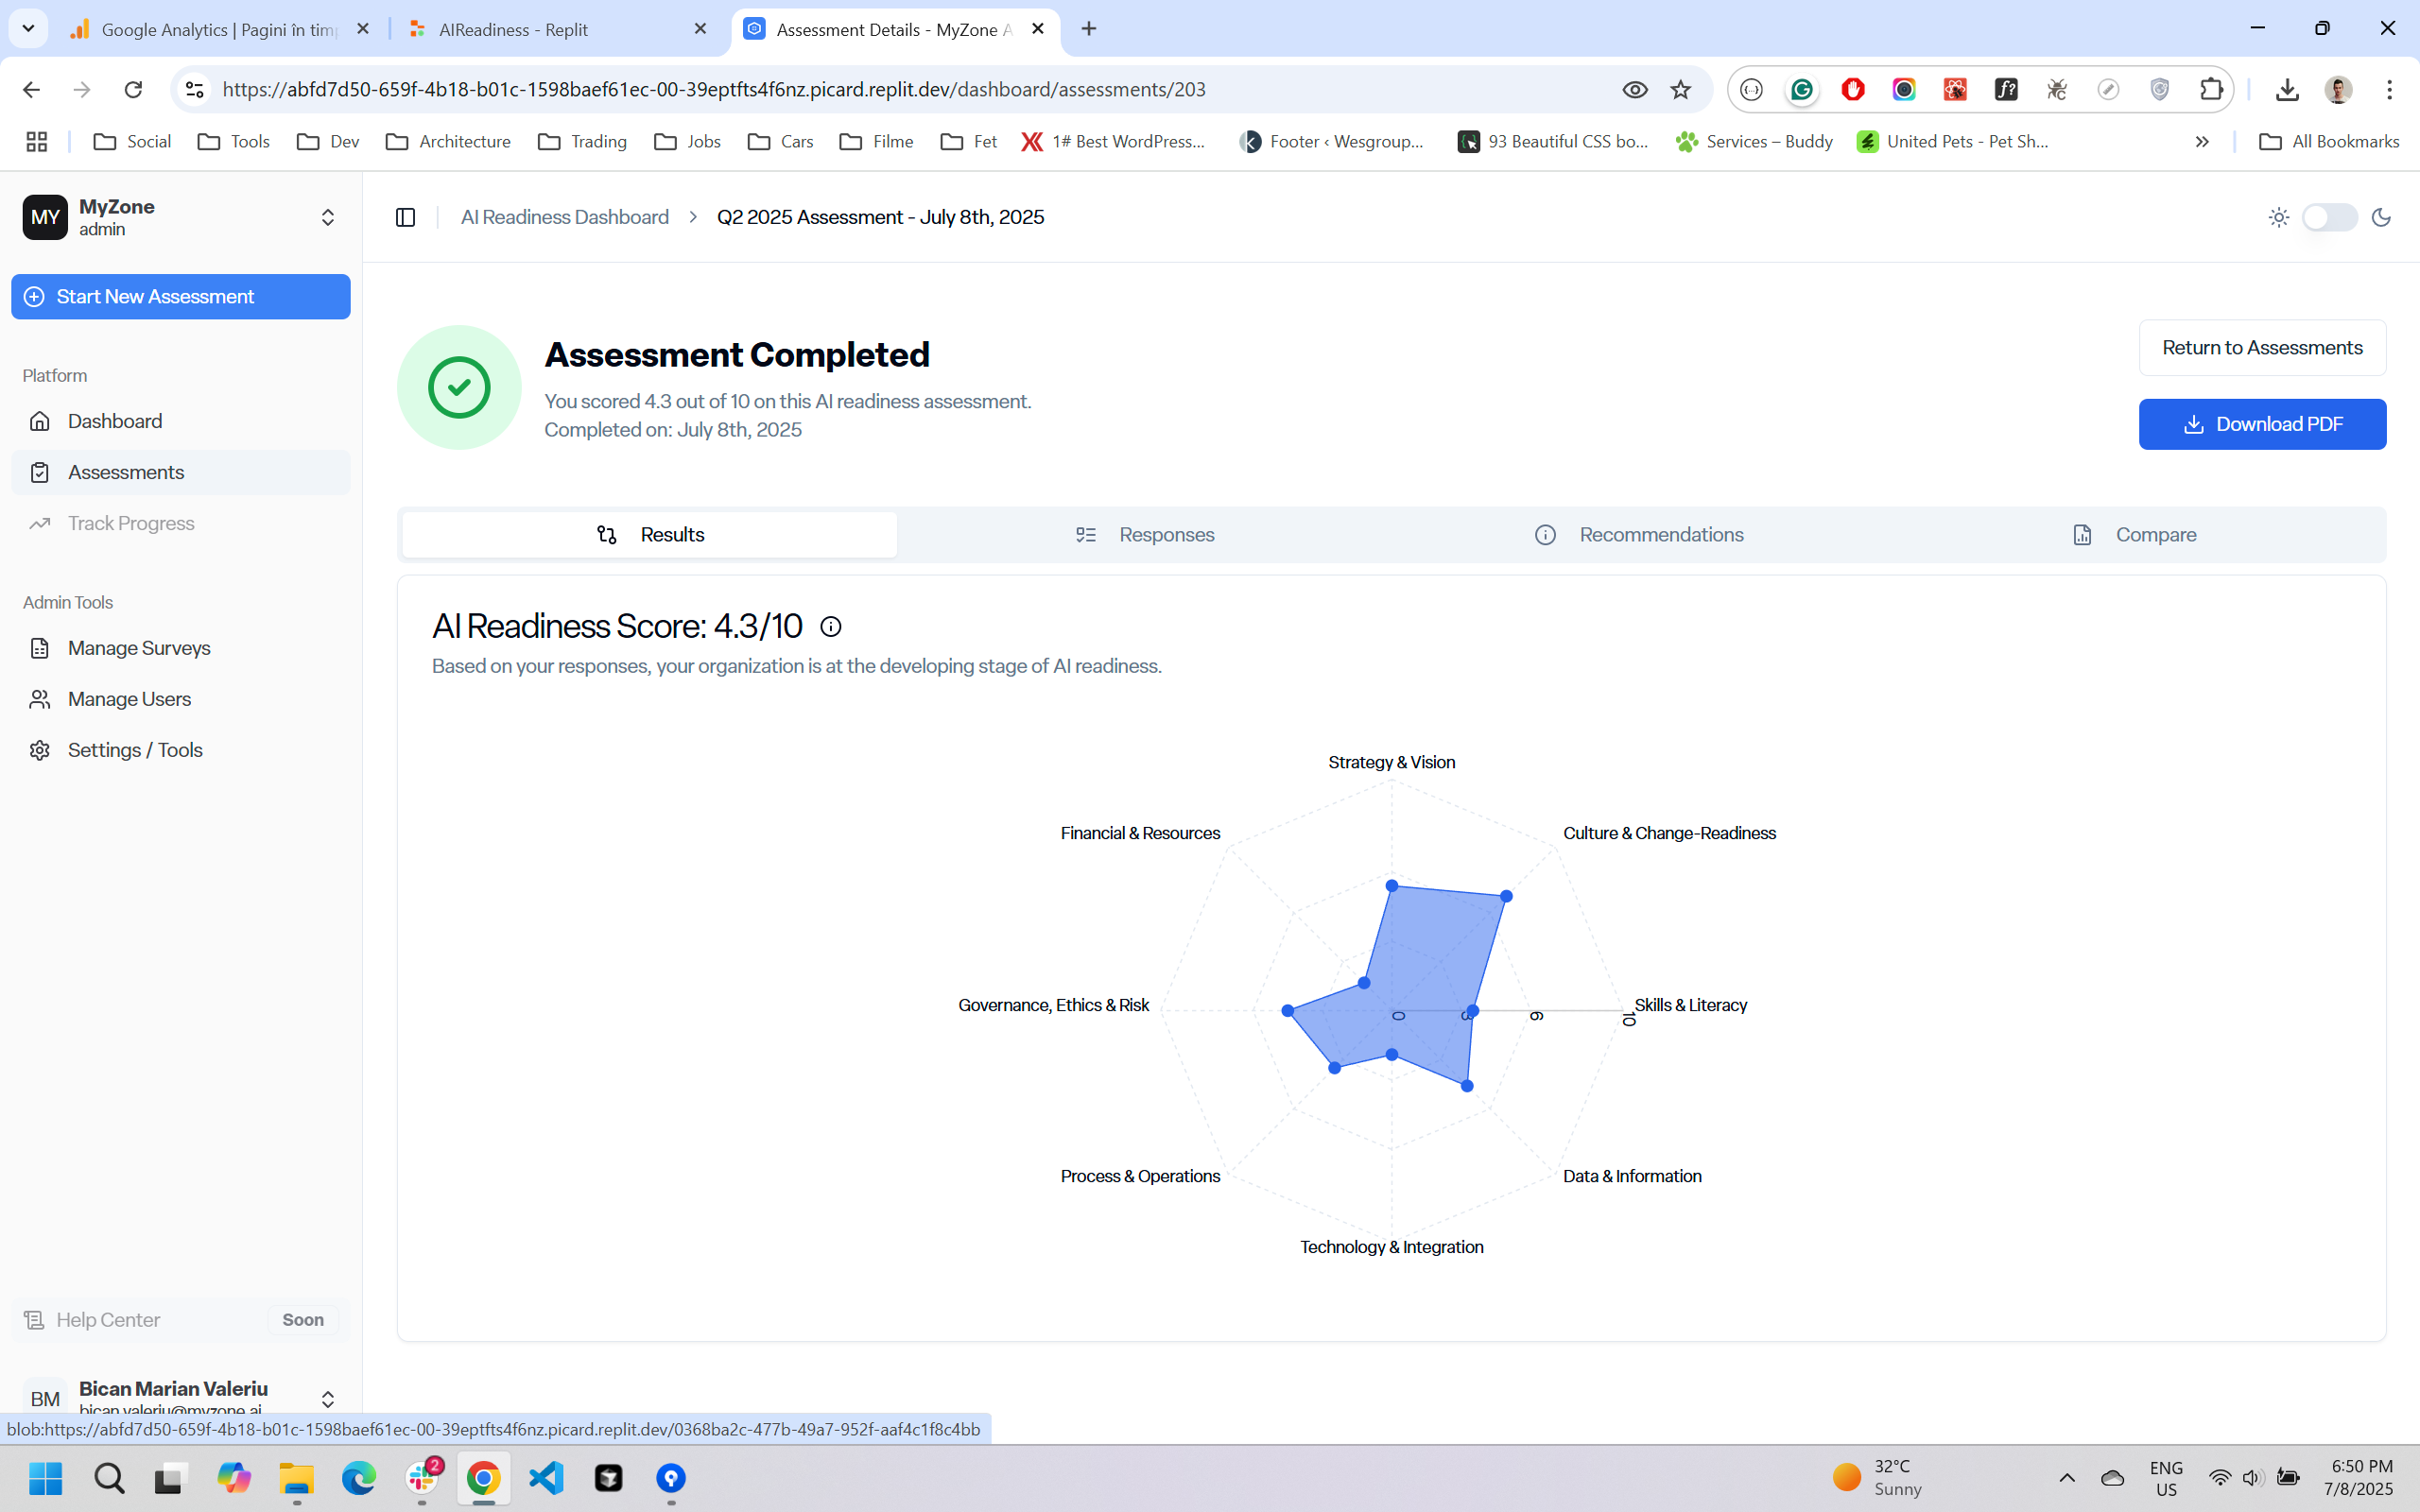 Google Analytics | Pagini în timp
AIReadiness - Replit
Assessment Details - MyZone A
https://abfd7d50-659f-4b18-b01c-1598baef61ec-00-39eptfts4f6nz.picard.replit.dev/dashboard/assessments/203
Social
Tools
Dev
Architecture
Trading
Jobs
Cars
Filme
Fet
1# Best WordPress...
Footer ‹ Wesgroup...
93 Beautiful CSS bo...
Services – Buddy
United Pets - Pet Sh...
All Bookmarks
MY
MyZone
admin
AI Readiness Dashboard
Q2 2025 Assessment - July 8th, 2025
Start New Assessment
Platform
Dashboard
Assessments
Track Progress
Admin Tools
Manage Surveys
Manage Users
Settings / Tools
Assessment Completed
You scored 4.3 out of 10 on this AI readiness assessment.
Completed on: July 8th, 2025
Return to Assessments
Download PDF
Results
Responses
Recommendations
Compare
AI Readiness Score: 4.3/10
Based on your responses, your organization is at the developing stage of AI readiness.
Strategy & Vision
Financial & Resources
Culture & Change-Readiness
Governance, Ethics & Risk
0
3
6
10
Skills & Literacy
Process & Operations
Data & Information
Technology & Integration
Help Center
Soon
BM
Bican Marian Valeriu
bican.valeriu@myzone.ai
blob:https://abfd7d50-659f-4b18-b01c-1598baef61ec-00-39eptfts4f6nz.picard.replit.dev/0368ba2c-477b-49a7-952f-aaf4c1f8c4bb
2
32°C
Sunny
ENG
US
6:50 PM
7/8/2025